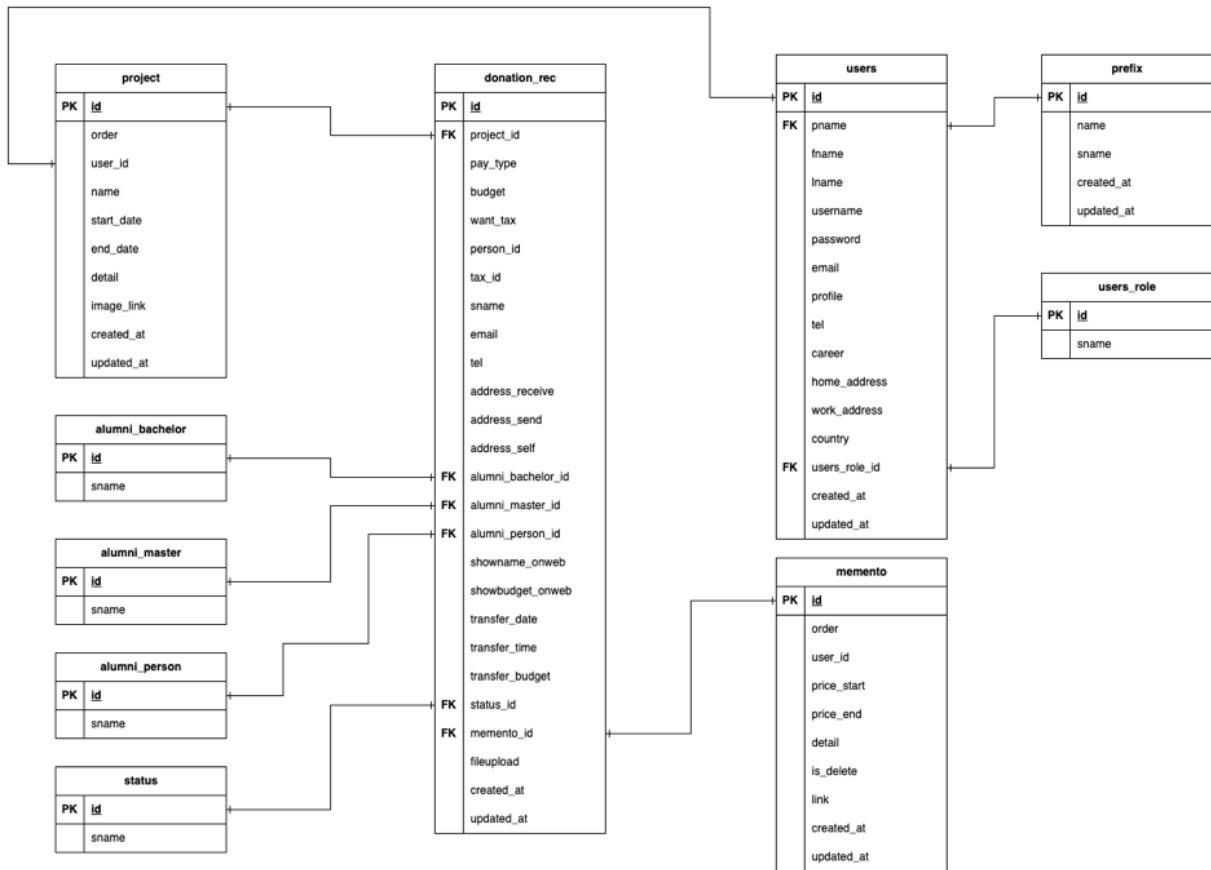 project
PK id
order
user_id
name
start_date
end_date
detail
image_link
created_at
updated_at
alumni_bachelor
PK id
sname
alumni_master
PK id
sname
alumni_person
PK id
sname
status
PK id
sname
donation_rec
PK id
FK project_id
pay_type
budget
want_tax
person_id
tax_id
sname
email
tel
address_receive
address_send
address_self
FK alumni_bachelor_id
FK alumni_master_id
FK alumni_person_id
showname_onweb
showbudget_onweb
transfer_date
transfer_time
transfer_budget
FK status_id
FK memento_id
fileupload
created_at
updated_at
users
PK id
FK pname
fname
lname
username
password
email
profile
tel
career
home_address
work_address
country
FK users_role_id
created_at
updated_at
memento
PK id
order
user_id
price_start
price_end
detail
is_delete
link
created_at
updated_at
prefix
PK id
name
sname
created_at
updated_at
users_role
PK id
sname